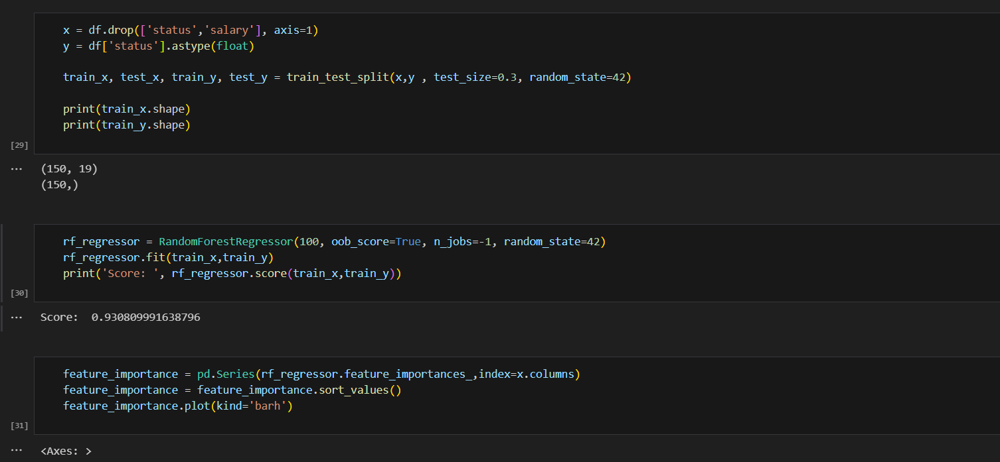 x = df.drop(['status','salary'], axis=1)
y = df['status'].astype(float)
train_x, test_x, train_y, test_y = train_test_split(x,y , test_size=0.3, random_state=42)
print(train_x.shape)
print(train_y.shape)
[29]
... (150, 19)
(150,)
rf_regressor = RandomForestRegressor(100, oob_score=True, n_jobs=-1, random_state=42)
rf_regressor.fit(train_x,train_y)
print('Score: ', rf_regressor.score(train_x,train_y))
[30]
... Score:  0.930809991638796
feature_importance = pd.Series(rf_regressor.feature_importances_,index=x.columns)
feature_importance = feature_importance.sort_values()
feature_importance.plot(kind='barh')
[31]
... <Axes: >